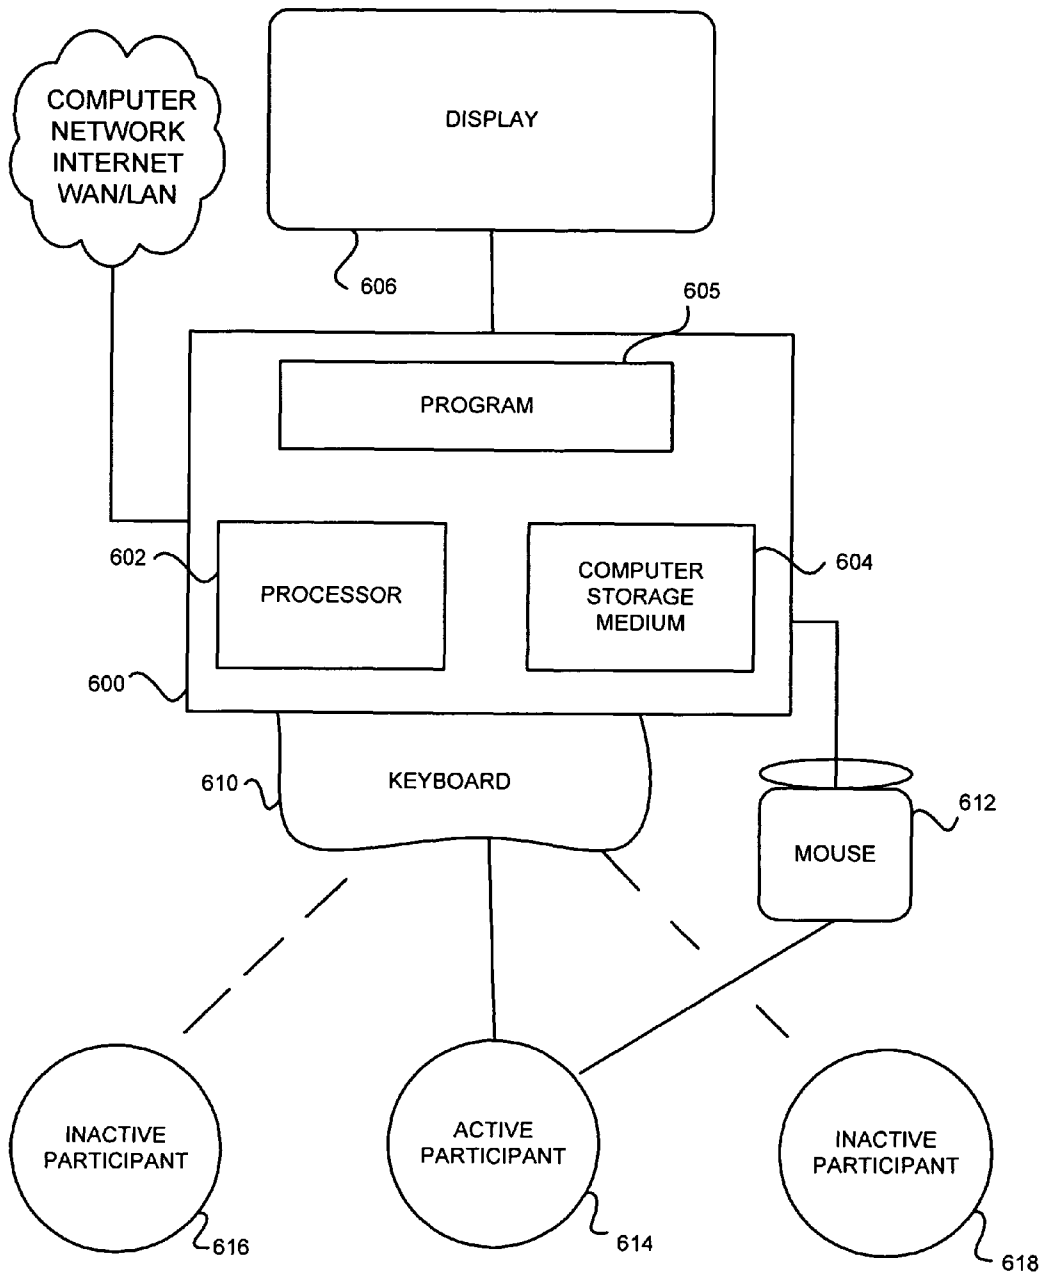 COMPUTER
NETWORK
INTERNET
WAN/LAN
DISPLAY
606
605
PROGRAM
602
PROCESSOR
COMPUTER
STORAGE
MEDIUM
604
600
610
KEYBOARD
612
MOUSE
INACTIVE
PARTICIPANT
616
ACTIVE
PARTICIPANT
614
INACTIVE
PARTICIPANT
618